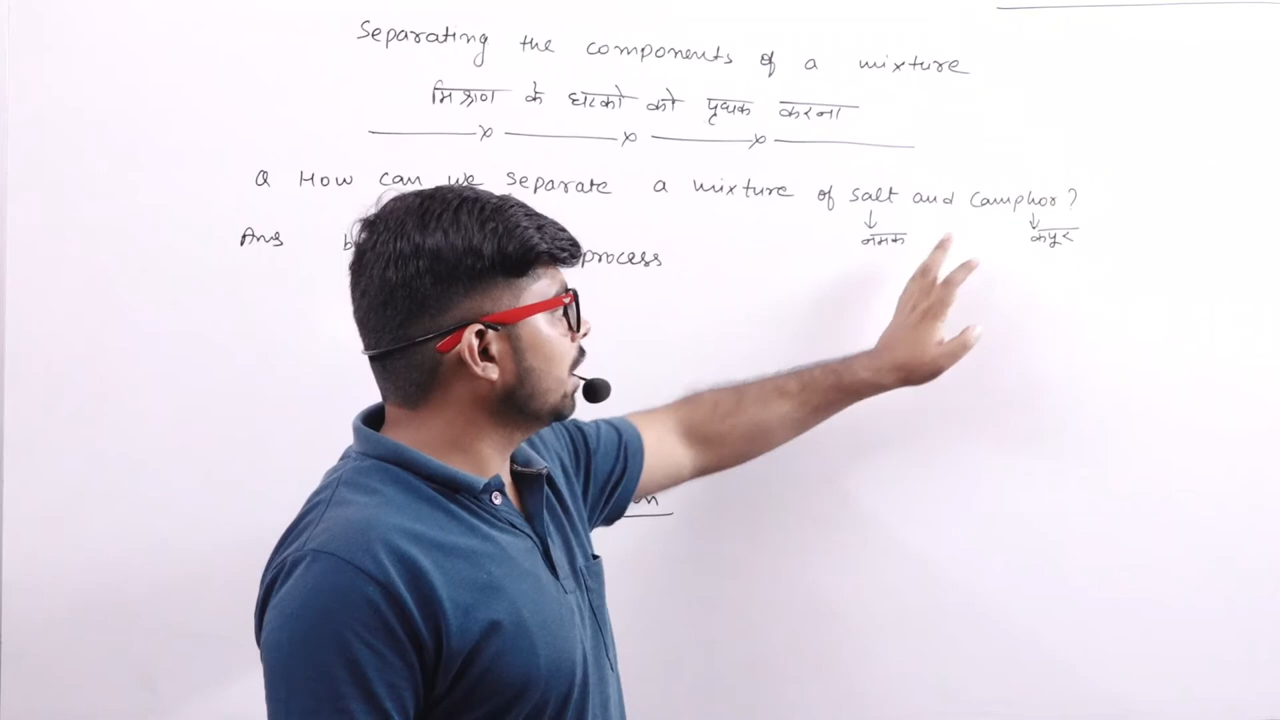 Separating the components of a mixture
मिश्रण के घटको को पृथक करना
Q How can we separate a mixture of salt and camphor?
नमक कपूर
Ans process